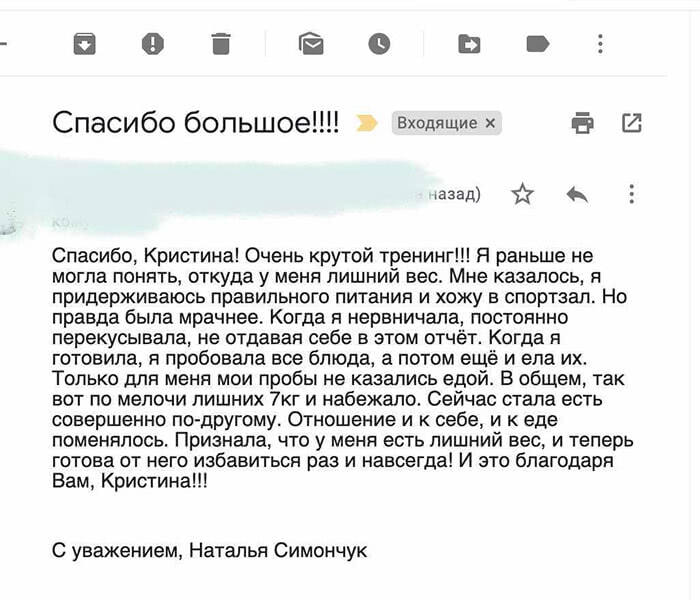 Спасибо большое!!!! Входящие ×
назад)
Спасибо, Кристина! Очень крутой тренинг!!! Я раньше не
могла понять, откуда у меня лишний вес. Мне казалось, я
придерживаюсь правильного питания и хожу в спортзал. Но
правда была мрачнее. Когда я нервничала, постоянно
перекусывала, не отдавая себе в этом отчёт. Когда я
готовила, я пробовала все блюда, а потом ещё и ела их.
Только для меня мои пробы не казались едой. В общем, так
вот по мелочи лишних 7кг и набежало. Сейчас стала есть
совершенно по-другому. Отношение и к себе, и к еде
поменялось. Признала, что у меня есть лишний вес, и теперь
готова от него избавиться раз и навсегда! И это благодаря
Вам, Кристина!!!
С уважением, Наталья Симончук